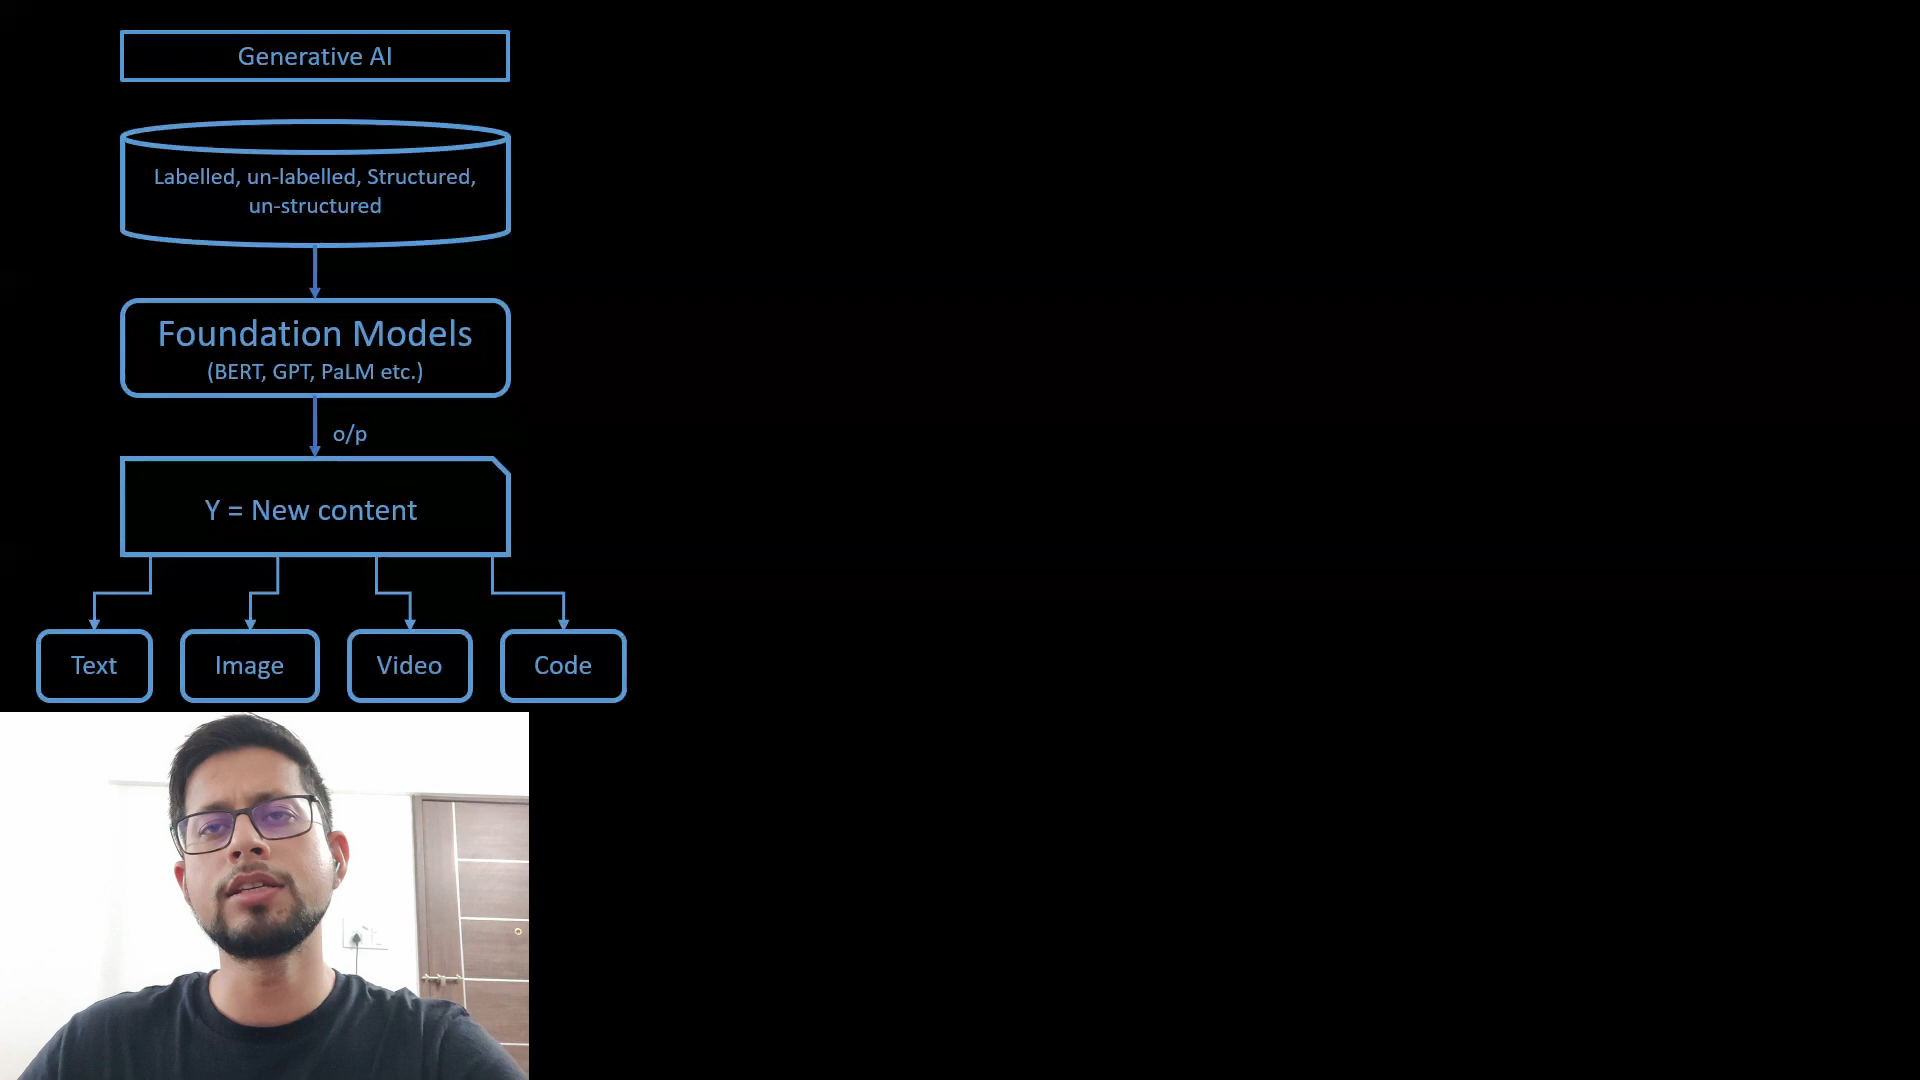 Generative AI
Labelled, un-labelled, Structured,
un-structured
Foundation Models
(BERT, GPT, PaLM etc.)
o/p
Y = New content
Text
Image
Video
Code